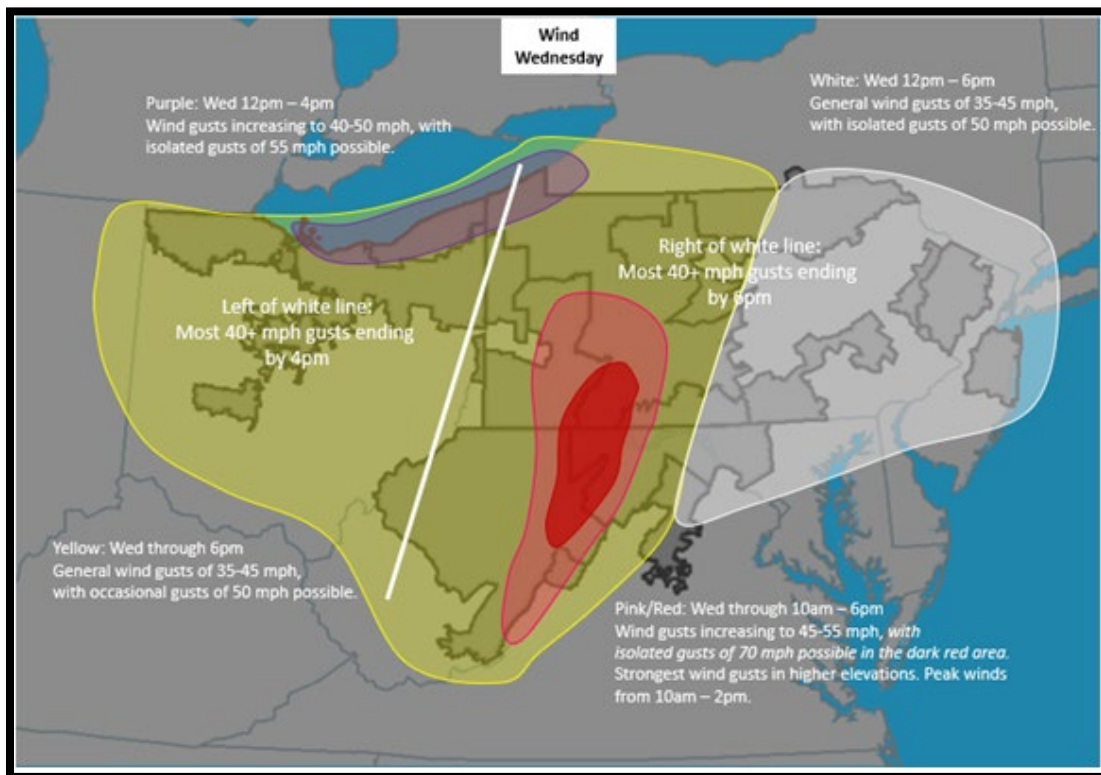 Wind
Wednesday
Purple: Wed 12pm – 4pm
Wind gusts increasing to 40-50 mph, with
isolated gusts of 55 mph possible.
White: Wed 12pm – 6pm
General wind gusts of 35-45 mph,
with isolated gusts of 50 mph possible.
Left of white line:
Most 40+ mph gusts ending
by 4pm
Right of white line:
Most 40+ mph gusts ending
by 6pm
Yellow: Wed through 6pm
General wind gusts of 35-45 mph,
with occasional gusts of 50 mph possible.
Pink/Red: Wed through 10am – 6pm
Wind gusts increasing to 45-55 mph, with
isolated gusts of 70 mph possible in the dark red area.
Strongest wind gusts in higher elevations. Peak winds
from 10am – 2pm.